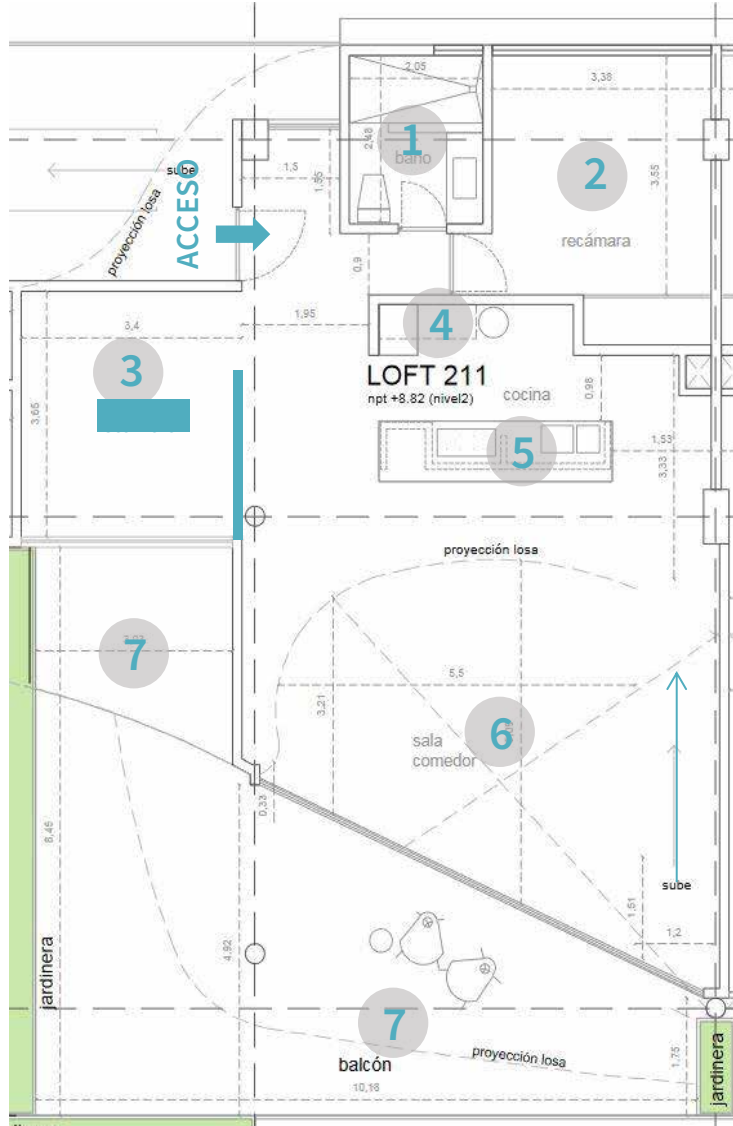 2,05
3,38
1
2,48
baño
2
3,55
sube
1,5
1,55
ACCESO
proyección losa
recámara
0,9
1,95
3,4
4
3
LOFT 211
npt +8.82 (nivel2)
cocina
0,98
3,65
5
1,53
3,33
proyección losa
7
5,5
3,21
6
sala
comedor
0,33
6,45
sube
1,51
1,2
4,92
jardinera
7
proyección losa
1,75
balcón
10,16
jardinera